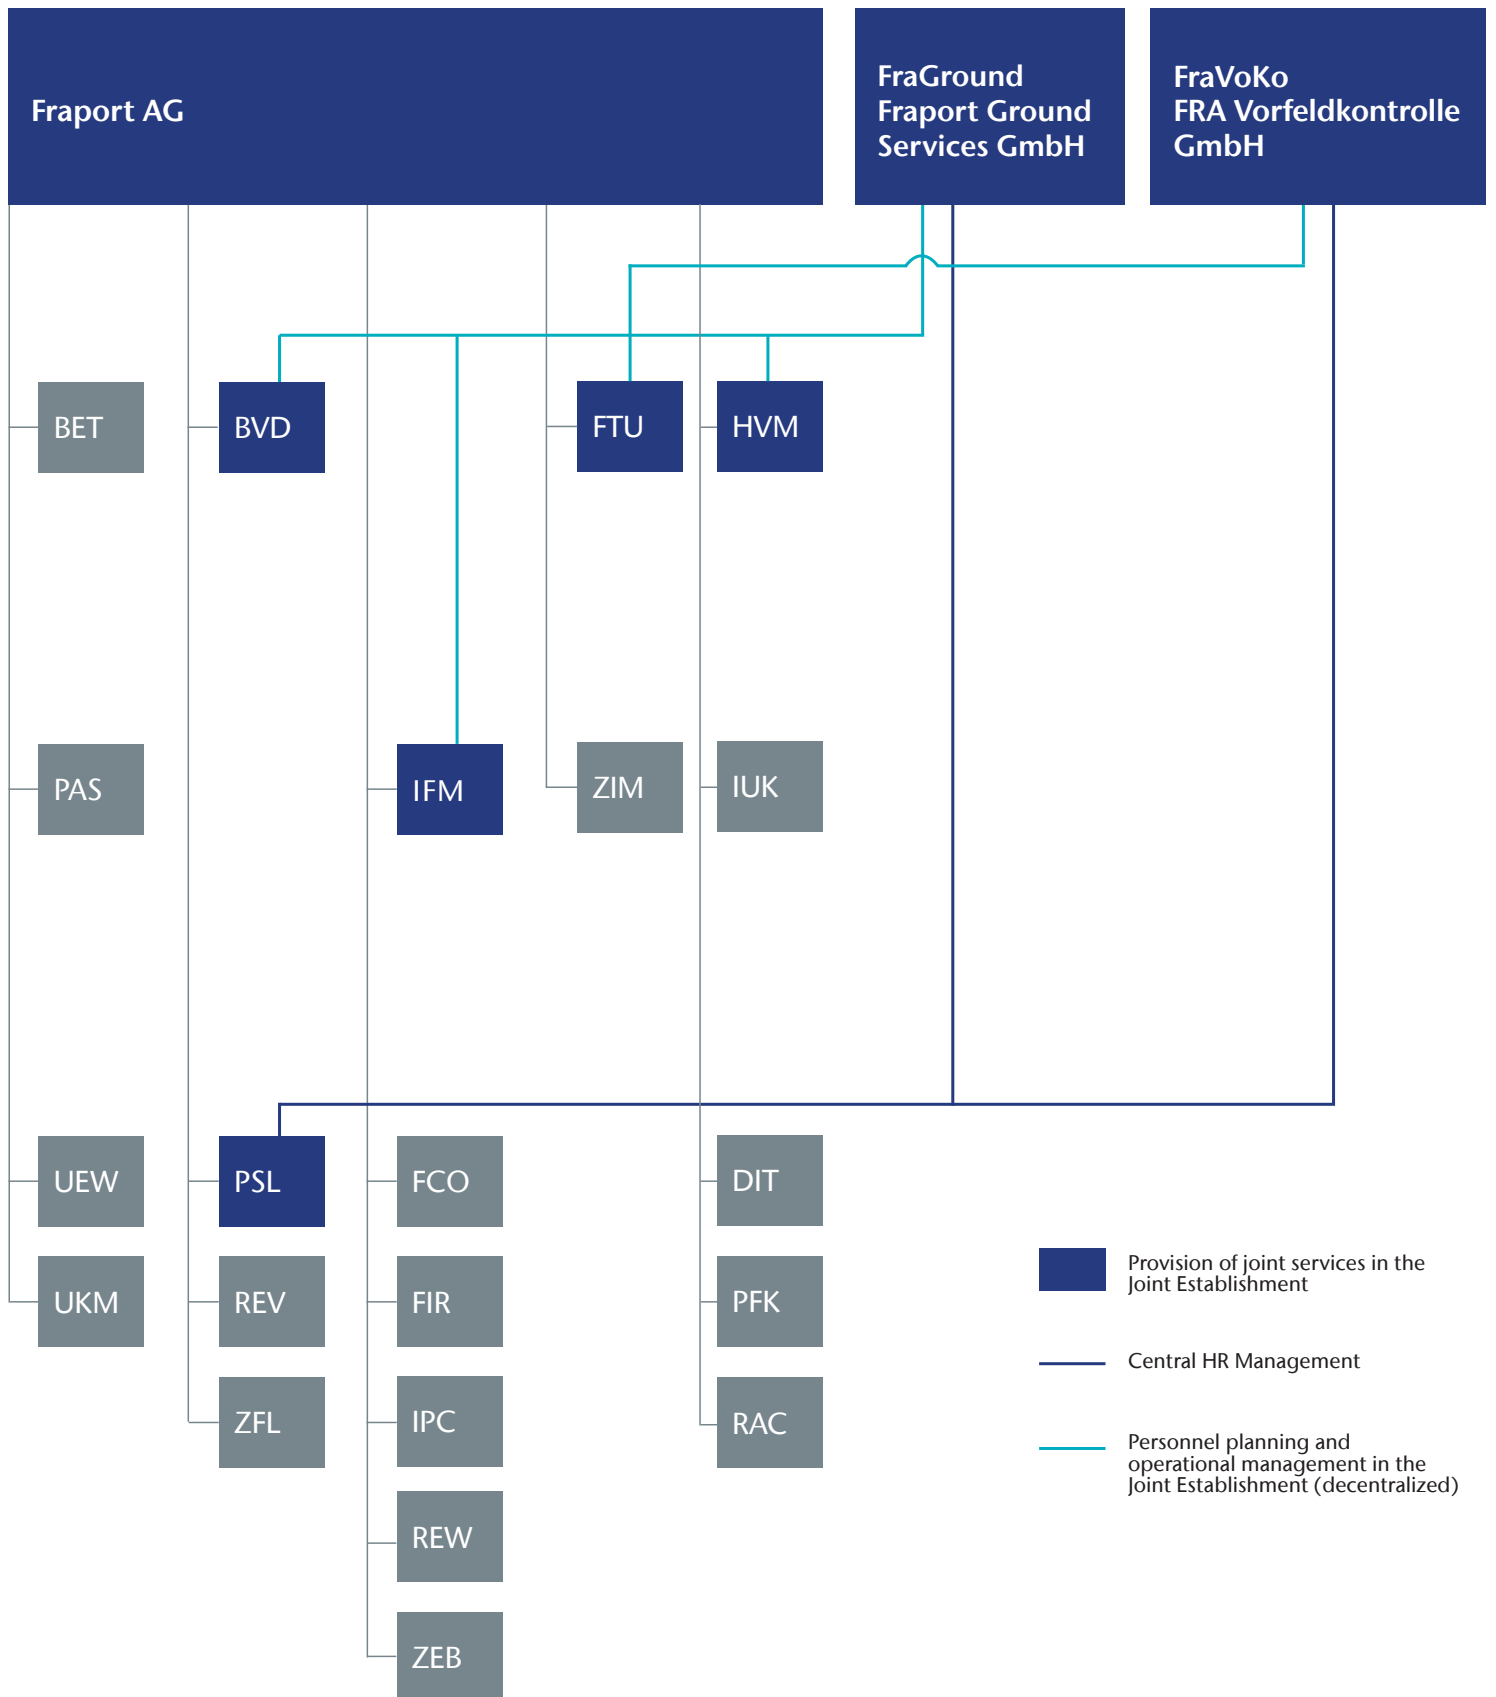 Fraport AG
FraGround
Fraport Ground
Services GmbH
FraVoKo
FRA Vorfeldkontrolle
GmbH
BET
BVD
FTU
HVM
PAS
IFM
ZIM
IUK
UEW
PSL
FCO
DIT
UKM
REV
FIR
PFK
ZFL
IPC
RAC
REW
ZEB
Provision of joint services in the
Joint Establishment
Central HR Management
Personnel planning and
operational management in the
Joint Establishment (decentralized)